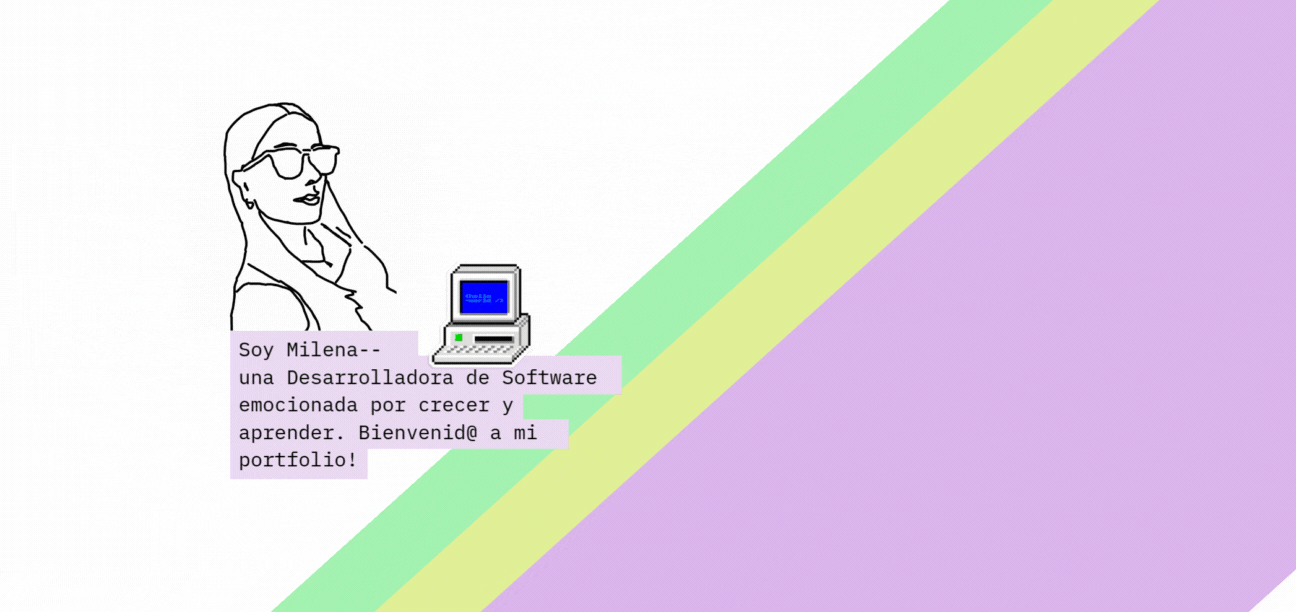 Soy Milena--
una Desarrolladora de Software
emocionada por crecer y
aprender. Bienvenid@ a mi
portfolio!